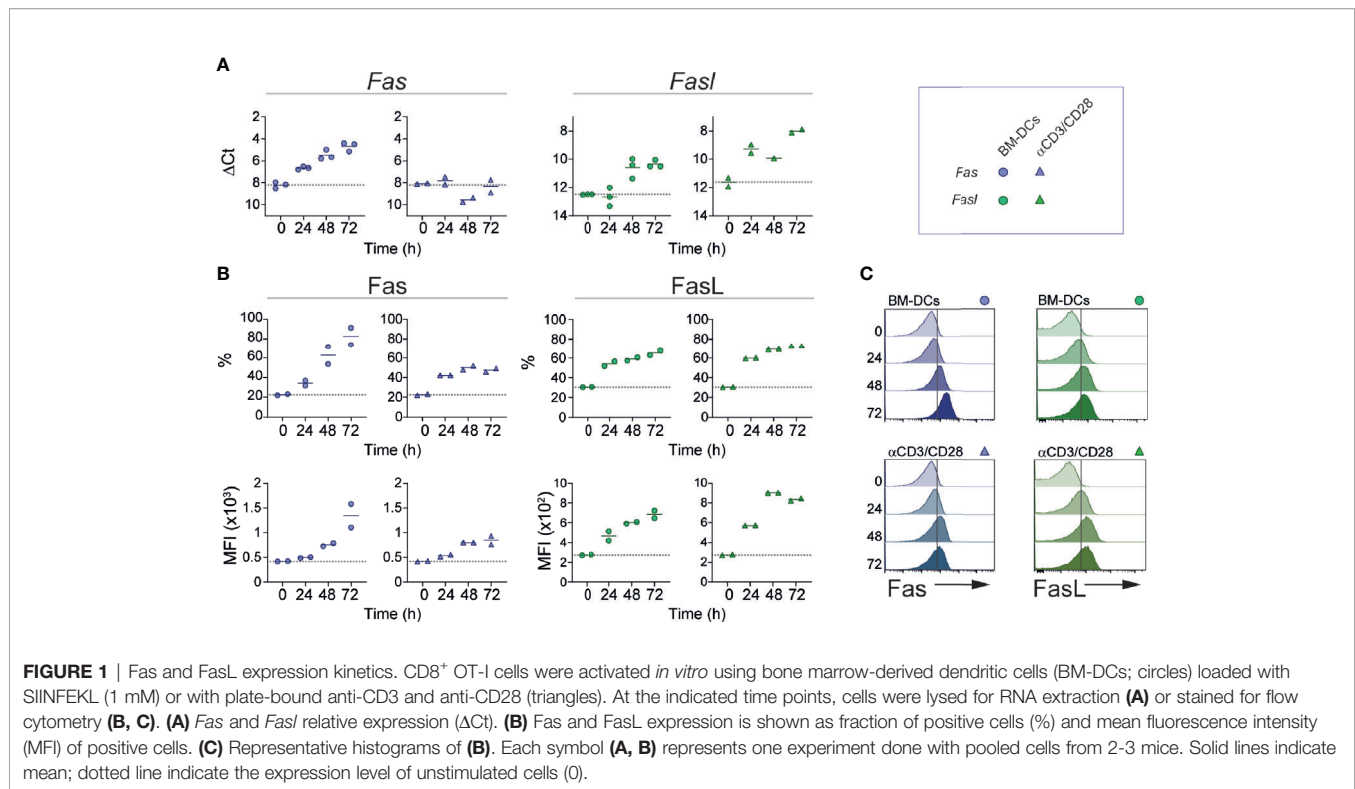 A
Fas
Fasl
ΔCt
2
4
6
8
10
0 24 48 72
Time (h)
2
4
6
8
10
0 24 48 72
Time (h)
4
6
8
10
12
14
0 24 48 72
Time (h)
8
10
12
14
0 24 48 72
Time (h)
BM-DCs
αCD3/CD28
Fas
Fasl
B
Fas
FasL
%
100
80
60
40
20
0
0 24 48 72
100
80
60
40
20
0
0 24 48 72
%
100
80
60
40
20
0
0 24 48 72
100
80
60
40
20
0
0 24 48 72
MFI (x10³)
2
1.5
1
0.5
0
0 24 48 72
Time (h)
2
1.5
1
0.5
0
0 24 48 72
Time (h)
MFI (x10²)
10
8
6
4
2
0
0 24 48 72
Time (h)
10
8
6
4
2
0
0 24 48 72
Time (h)
C
BM-DCs
BM-DCs
0
24
48
72
αCD3/CD28
αCD3/CD28
0
24
48
72
Fas
FasL
FIGURE 1 | Fas and FasL expression kinetics. CD8⁺ OT-I cells were activated in vitro using bone marrow-derived dendritic cells (BM-DCs; circles) loaded with
SIINFEKL (1 mM) or with plate-bound anti-CD3 and anti-CD28 (triangles). At the indicated time points, cells were lysed for RNA extraction (A) or stained for flow
cytometry (B, C). (A) Fas and Fasl relative expression (ΔCt). (B) Fas and FasL expression is shown as fraction of positive cells (%) and mean fluorescence intensity
(MFI) of positive cells. (C) Representative histograms of (B). Each symbol (A, B) represents one experiment done with pooled cells from 2-3 mice. Solid lines indicate
mean; dotted line indicate the expression level of unstimulated cells (0).